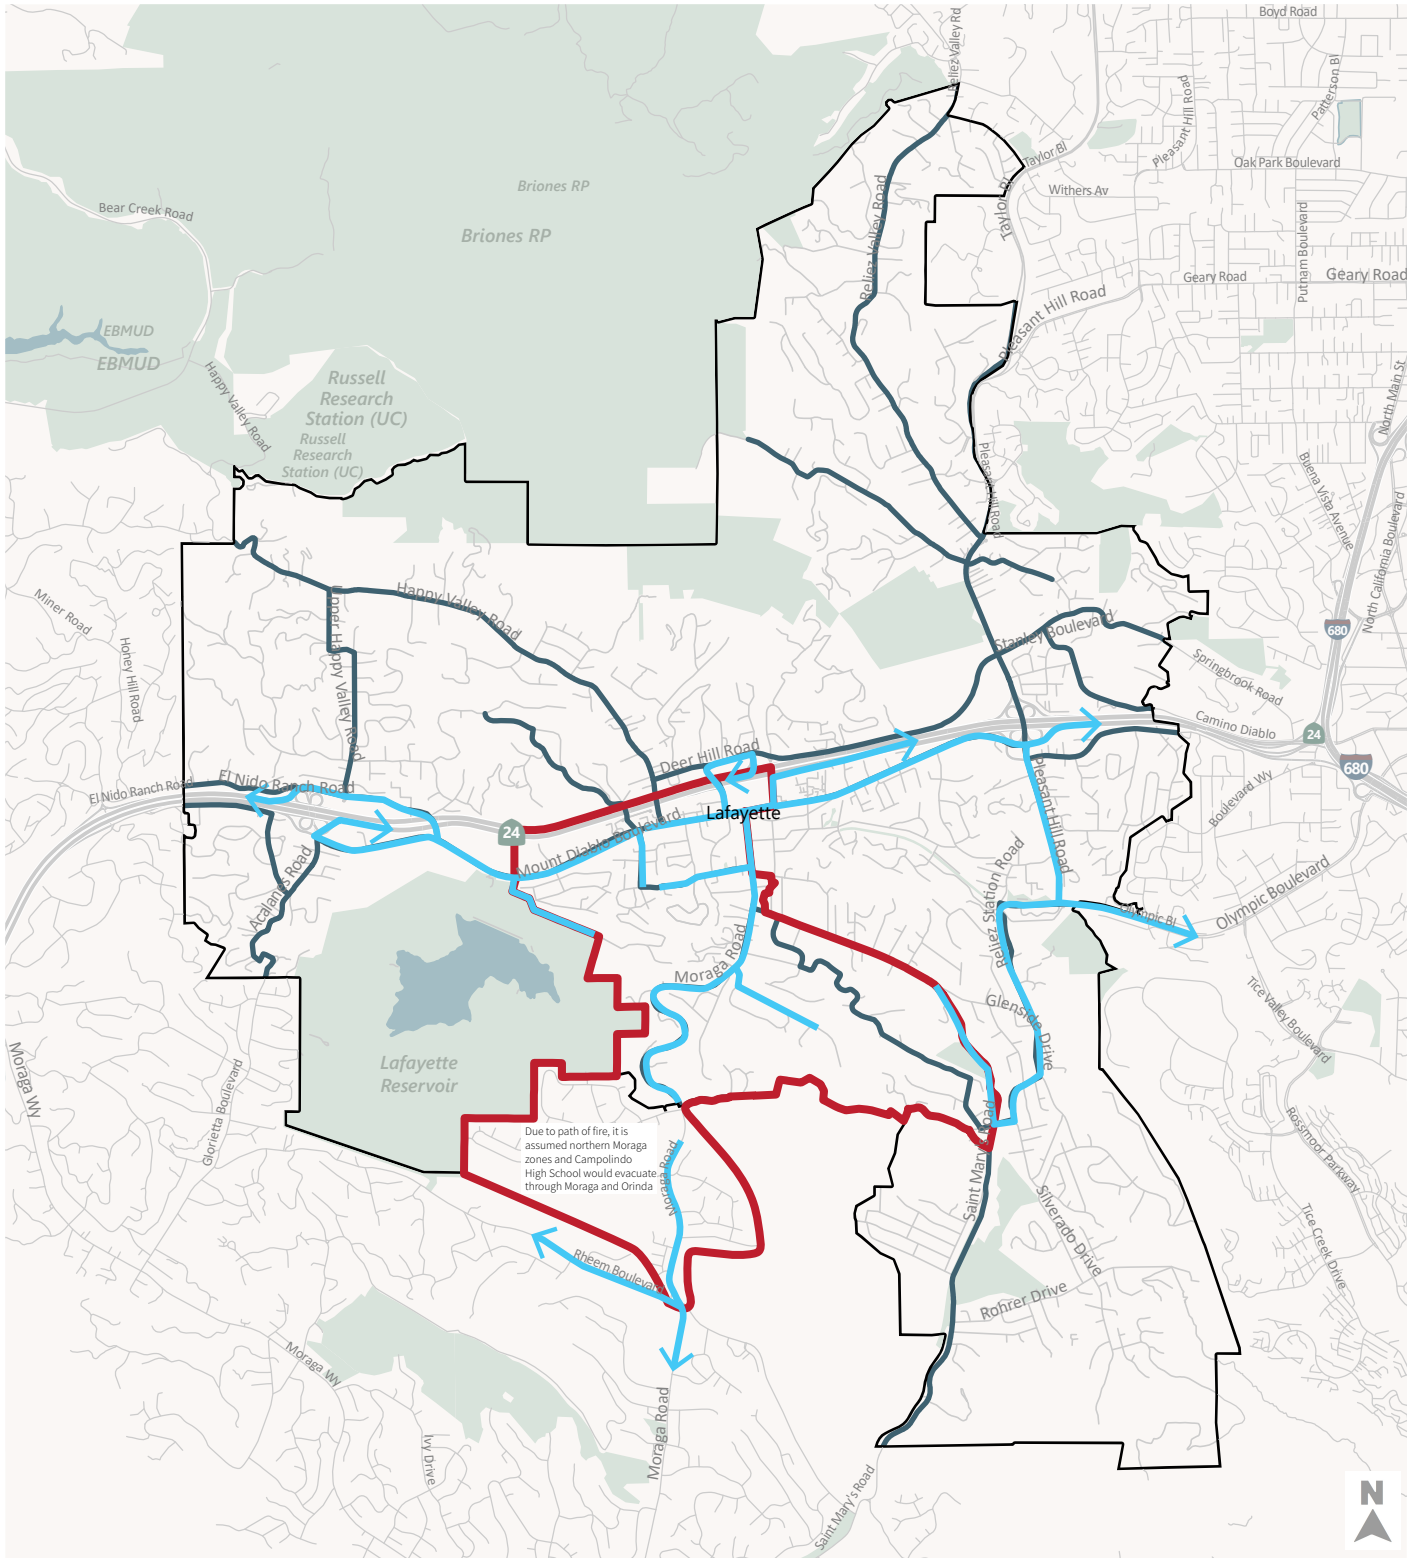 Boyd Road
Reliez Valley Rd
Pleasant Hill Road
Patterson Bl
Taylor Bl
Oak Park Boulevard
Withers Av
Briones RP
Bear Creek Road
Reliez Valley Road
Taylor Bl
Putnam Boulevard
Briones RP
Geary Road
Geary Road
Pleasant Hill Road
EBMUD
EBMUD
Happy Valley Road
Russell
Research
Station (UC)
Russell
Research
Station (UC)
North Main St
Pleasant Hill Road
Buena Vista Avenue
North California Boulevard
Miner Road
Honey Hill Road
Upper Happy Valley Road
Happy Valley Road
Stanley Boulevard
680
Springbrook Road
Camino Diablo
24
680
Deer Hill Road
El Nido Ranch Road
El Nido Ranch Road
Boulevard Wy
Pleasant Hill Road
Lafayette
24
Mount Diablo Boulevard
Acalanes Road
Reliez Station Road
Olympic Boulevard
Olympic Bl
Moraga Road
Glenside Drive
Tice Valley Boulevard
Moraga Wy
Glorietta Boulevard
Lafayette
Reservoir
Due to path of fire, it is
assumed northern Moraga
zones and Campolindo
High School would evacuate
through Moraga and Orinda
Moraga Road
Saint Mary's Road
Silverado Drive
Rossmoor Parkway
Tice Creek Drive
Rheem Boulevard
Rohrer Drive
Moraga Wy
Moraga Road
Ivy Drive
Saint Mary's Road
N